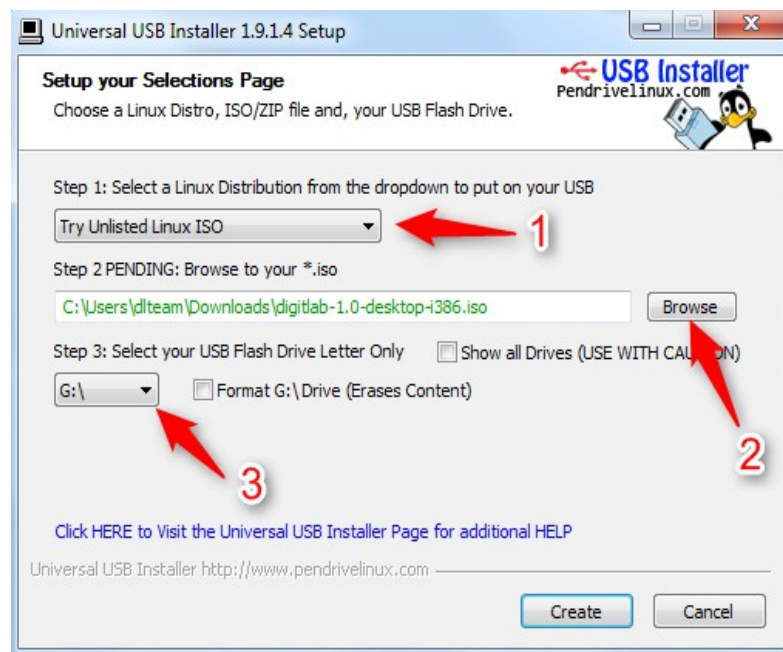 Universal USB Installer 1.9.1.4 Setup
Setup your Selections Page
Choose a Linux Distro, ISO/ZIP file and, your USB Flash Drive.
USB Installer
Pendrivelinux.com
Step 1: Select a Linux Distribution from the dropdown to put on your USB
Try Unlisted Linux ISO
1
Step 2 PENDING: Browse to your *.iso
C:\Users\dlteam\Downloads\digitlab-1.0-desktop-i386.iso
Browse
Step 3: Select your USB Flash Drive Letter Only
Show all Drives (USE WITH CAUTION)
G:\
Format G:\ Drive (Erases Content)
2
3
Click HERE to Visit the Universal USB Installer Page for additional HELP
Universal USB Installer http://www.pendrivelinux.com
Create
Cancel